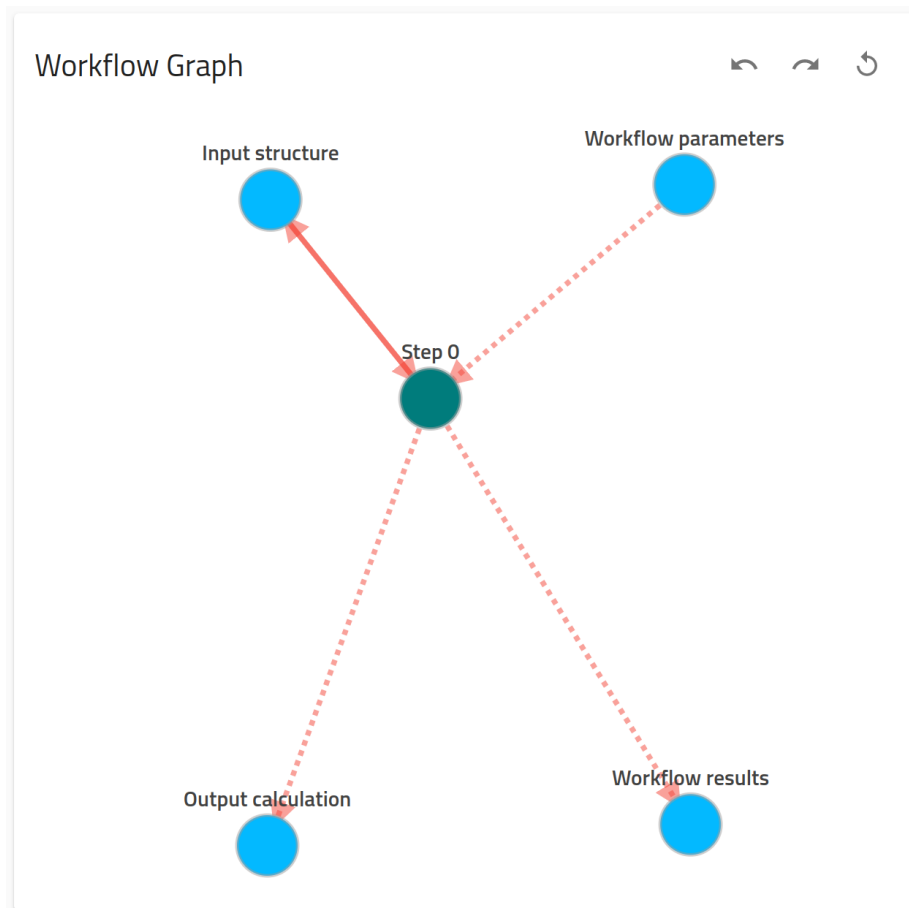 Workflow Graph
Input structure
Workflow parameters
Step 0
Output calculation
Workflow results